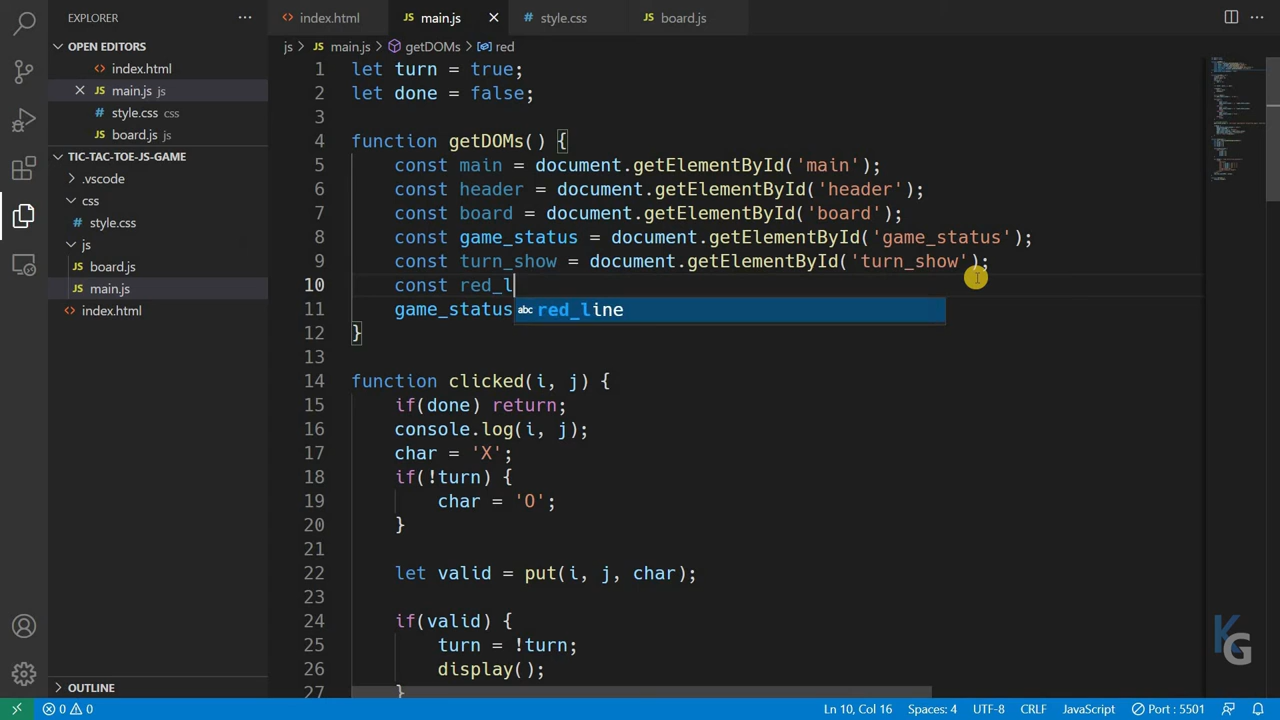 EXPLORER
index.html
main.js
style.css
board.js
OPEN EDITORS
index.html
main.js js
style.css css
board.js js
TIC-TAC-TOE-JS-GAME
.vscode
css
style.css
js
board.js
main.js
index.html
OUTLINE
js
main.js
getDOMs
red
1 let turn = true;
2 let done = false;
3
4 function getDOMs() {
5 const main = document.getElementById('main');
6 const header = document.getElementById('header');
7 const board = document.getElementById('board');
8 const game_status = document.getElementById('game_status');
9 const turn_show = document.getElementById('turn_show');
10 const red_l
red_line
11 game_status
12 }
13
14 function clicked(i, j) {
15 if(done) return;
16 console.log(i, j);
17 char = 'X';
18 if(!turn) {
19 char = 'O';
20 }
21
22 let valid = put(i, j, char);
23
24 if(valid) {
25 turn = !turn;
26 display();
27 }
KG
0 0
Ln 10, Col 16
Spaces: 4
UTF-8
CRLF
JavaScript
Port : 5501